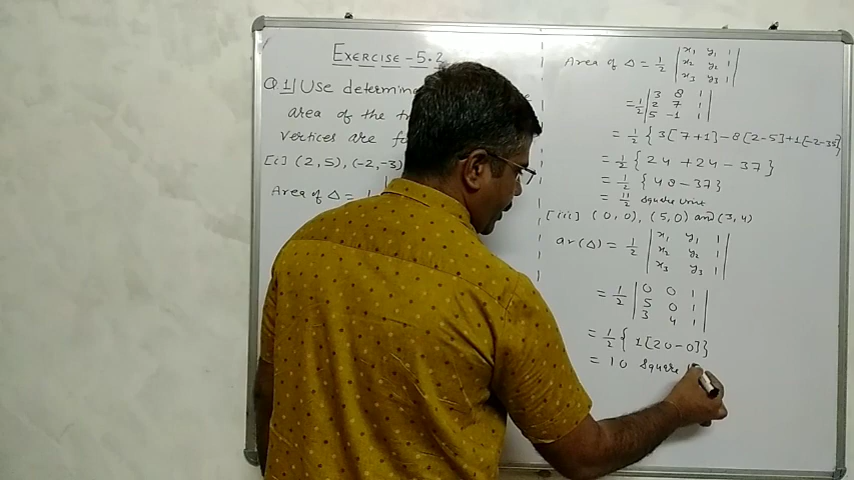 EXERCISE - 5.2
Q.1| Use
area of the
vertices are
[i] (2, 5), (-2, -3)
Area of Δ = 1
Area of Δ = 1/2 | x₁ y₁ 1 |
| x₂ y₂ 1 |
| x₃ y₃ 1 |
= 1/2 | 3 8 1 |
| 2 7 1 |
| 5 -1 1 |
= 1/2 { 3[7+1] - 8[2-5] + 1[-2-35] }
= 1/2 { 24 + 24 - 37 }
= 1/2 { 48 - 37 }
= 11/2 square unit
[iii] (0, 0), (5, 0) and (3, 4)
ar(Δ) = 1/2 | x₁ y₁ 1 |
| x₂ y₂ 1 |
| x₃ y₃ 1 |
= 1/2 | 0 0 1 |
| 5 0 1 |
| 3 4 1 |
= 1/2 { 1[20-0] }
= 10 square